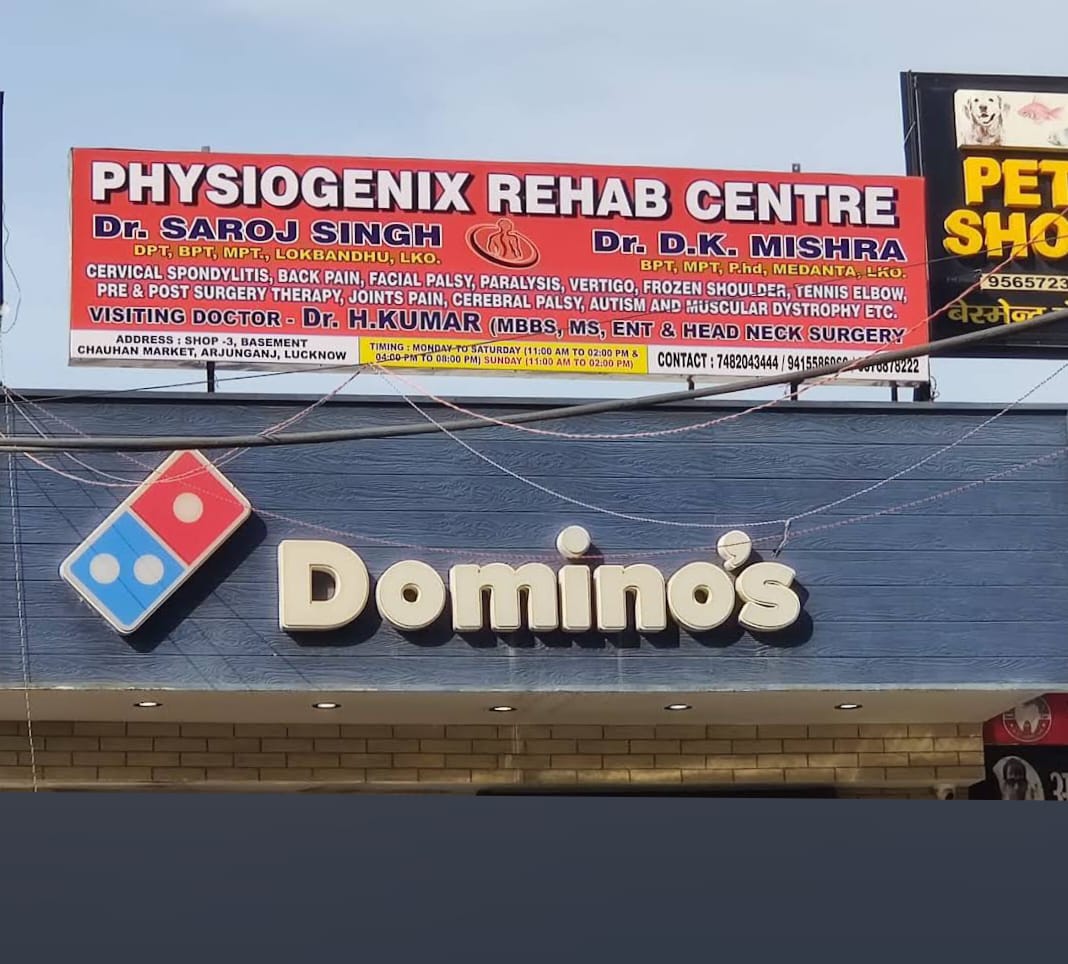 PHYSIOGENIX REHAB CENTRE
Dr. SAROJ SINGH
DPT, BPT, MPT., LOKBANDHU, LKO.
Dr. D.K. MISHRA
BPT, MPT, P.hd, MEDANTA, LKO.
CERVICAL SPONDYLITIS, BACK PAIN, FACIAL PALSY, PARALYSIS, VERTIGO, FROZEN SHOULDER, TENNIS ELBOW,
PRE & POST SURGERY THERAPY, JOINTS PAIN, CEREBRAL PALSY, AUTISM AND MUSCULAR DYSTROPHY ETC.
VISITING DOCTOR - Dr. H.KUMAR (MBBS, MS, ENT & HEAD NECK SURGERY
ADDRESS : SHOP -3, BASEMENT
CHAUHAN MARKET, ARJUNGANJ, LUCKNOW
TIMING : MONDAY TO SATURDAY (11:00 AM TO 02:00 PM &
04:00 PM TO 08:00 PM) SUNDAY (11:00 AM TO 02:00 PM)
CONTACT : 7482043444 /
PET
SHO
9565723
बेस्मेन्ट
Domino's